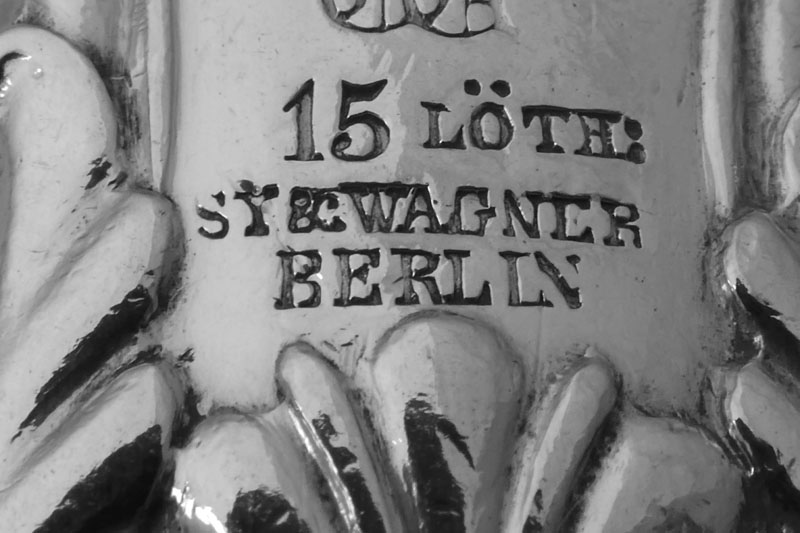 15 LÖTH:
SY & WAGNER
BERLIN